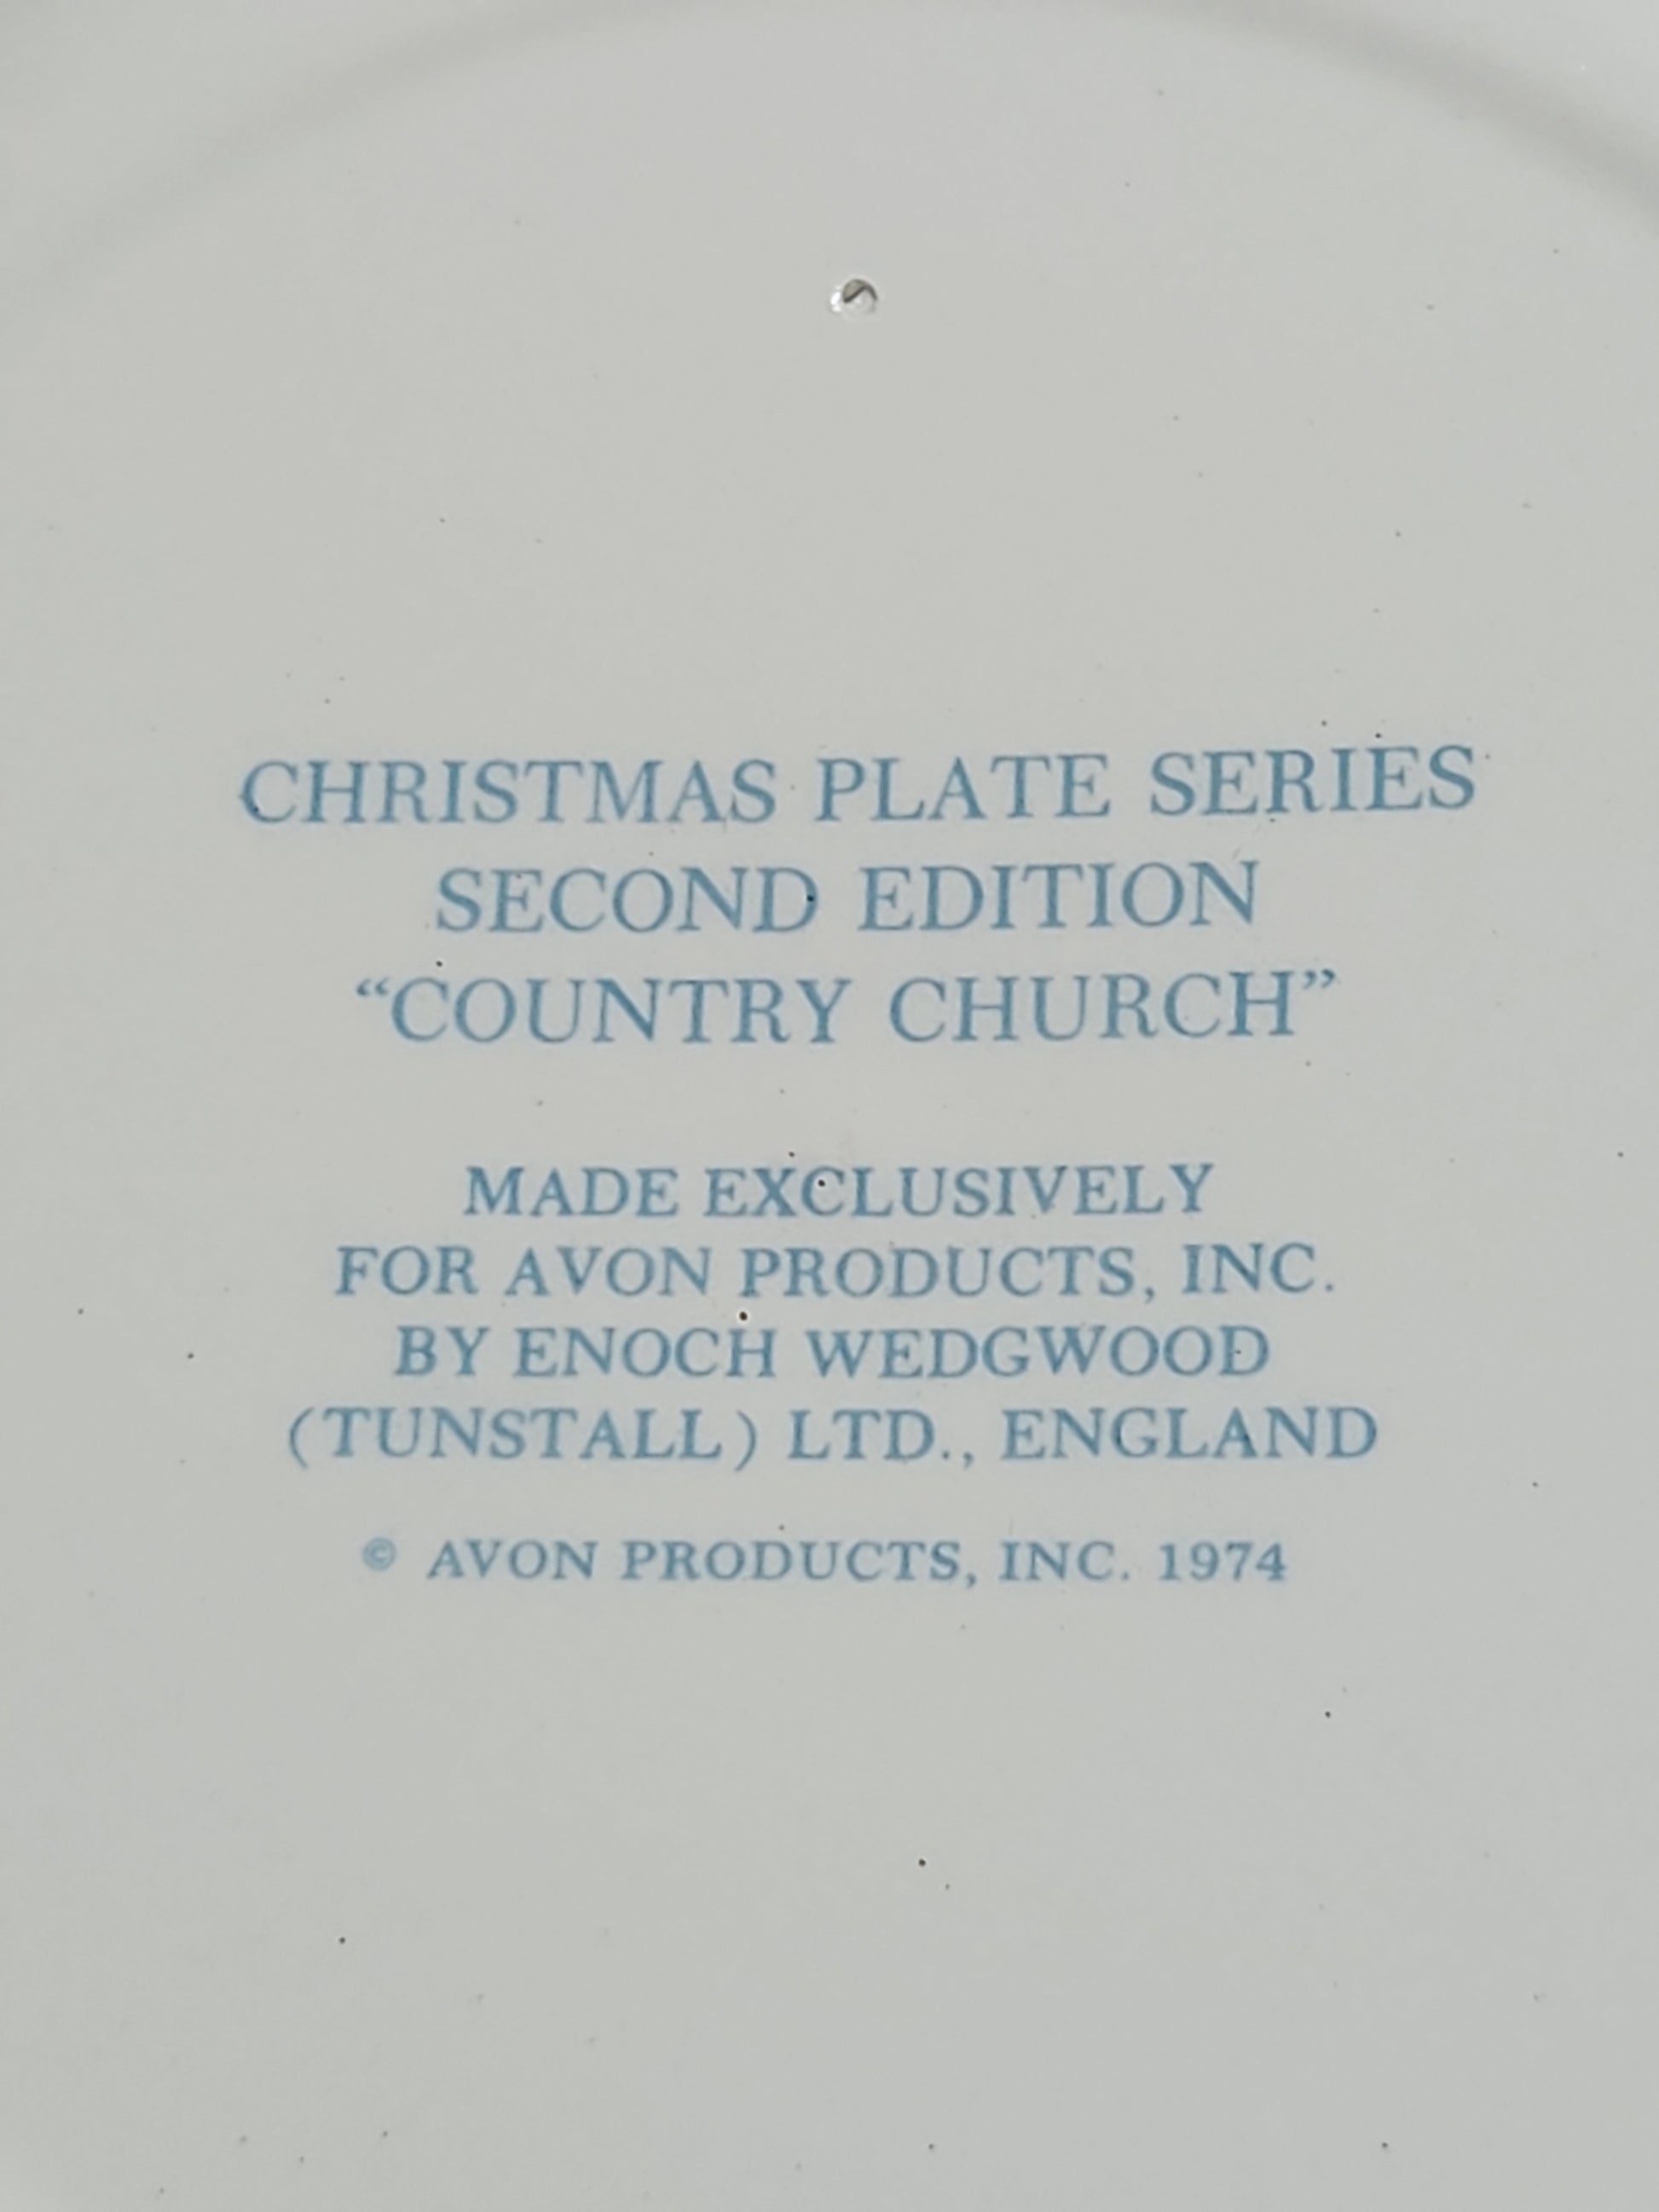 CHRISTMAS PLATE SERIES
SECOND EDITION
“COUNTRY CHURCH”
MADE EXCLUSIVELY
FOR AVON PRODUCTS, INC.
BY ENOCH WEDGWOOD
(TUNSTALL) LTD., ENGLAND
© AVON PRODUCTS, INC. 1974